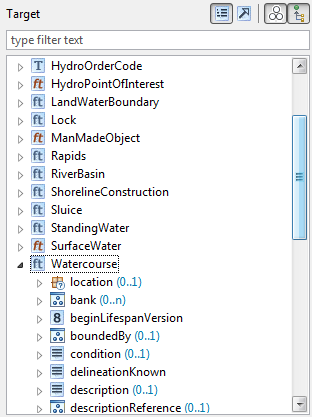 Target
type filter text
T HydroOrderCode
ft HydroPointOfInterest
ft LandWaterBoundary
ft Lock
ft ManMadeObject
ft Rapids
ft RiverBasin
ft ShorelineConstruction
ft Sluice
ft StandingWater
ft SurfaceWater
ft Watercourse
location (0..1)
bank (0..n)
8 beginLifespanVersion
boundedBy (0..1)
condition (0..1)
delineationKnown
description (0..1)
descriptionReference (0..1)